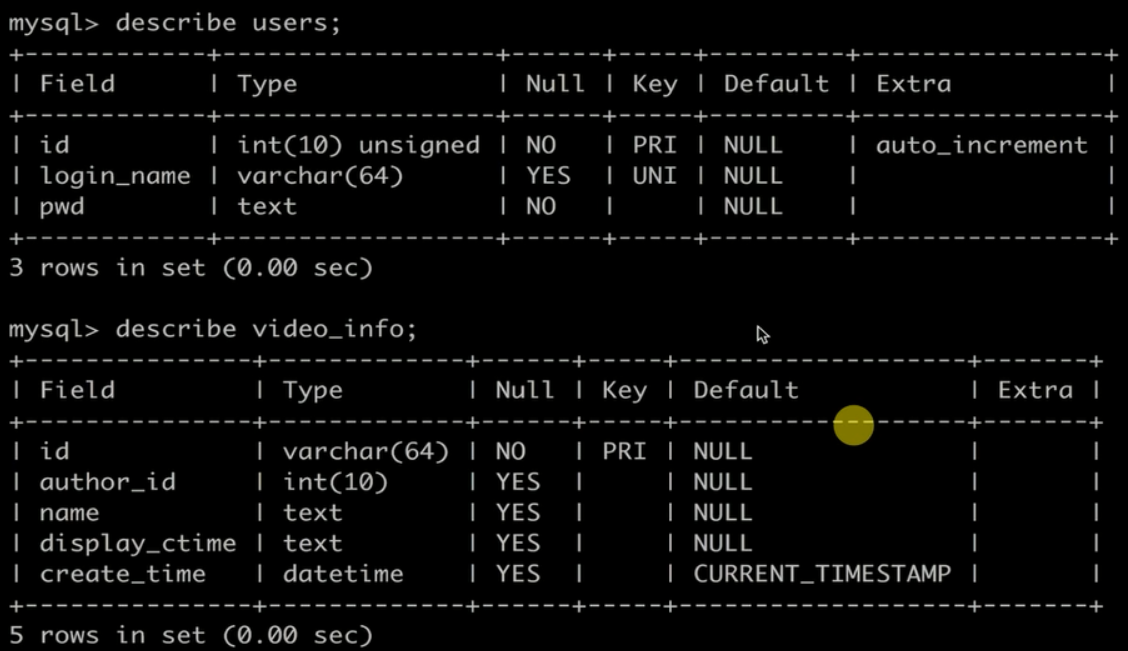 mysql> describe users;
+------------+------------------+------+-----+---------+----------------+
| Field      | Type             | Null | Key | Default | Extra          |
+------------+------------------+------+-----+---------+----------------+
| id         | int(10) unsigned | NO   | PRI | NULL    | auto_increment |
| login_name | varchar(64)      | YES  | UNI | NULL    |                |
| pwd        | text             | NO   |     | NULL    |                |
+------------+------------------+------+-----+---------+----------------+
3 rows in set (0.00 sec)

mysql> describe video_info;
+---------------+-------------+------+-----+-------------------+-------+
| Field         | Type        | Null | Key | Default           | Extra |
+---------------+-------------+------+-----+-------------------+-------+
| id            | varchar(64) | NO   | PRI | NULL              |       |
| author_id     | int(10)     | YES  |     | NULL              |       |
| name          | text        | YES  |     | NULL              |       |
| display_ctime | text        | YES  |     | NULL              |       |
| create_time   | datetime    | YES  |     | CURRENT_TIMESTAMP |       |
+---------------+-------------+------+-----+-------------------+-------+
5 rows in set (0.00 sec)